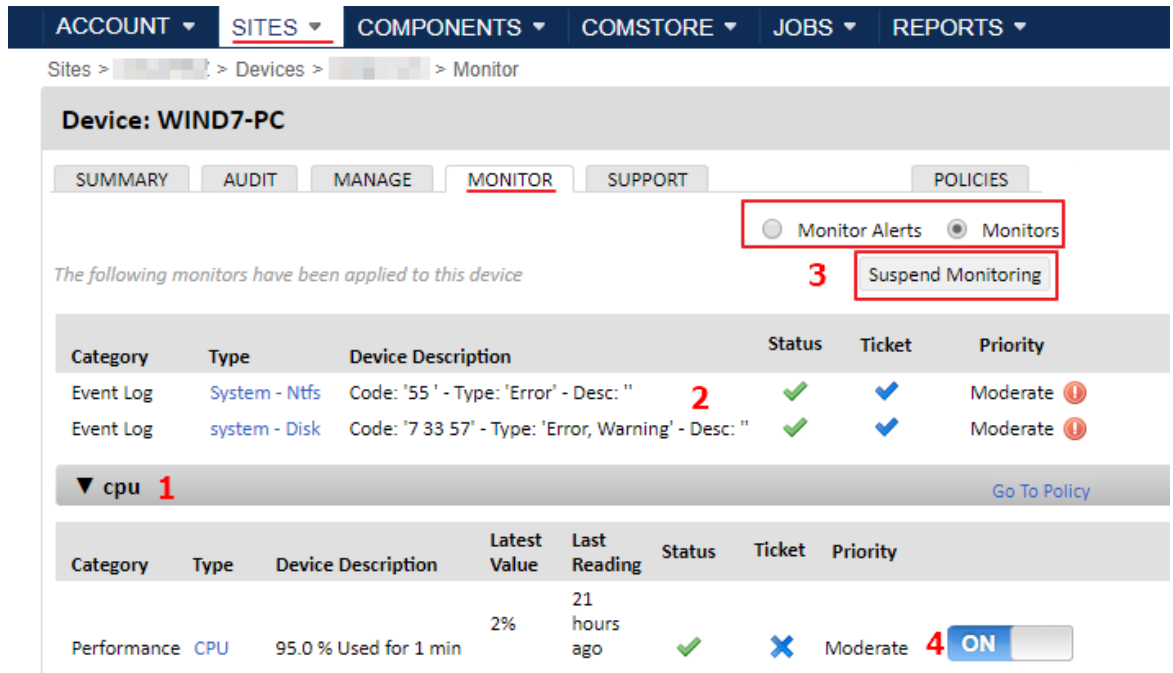 ACCOUNT SITES COMPONENTS COMSTORE JOBS REPORTS
Sites > > Devices > > Monitor
Device: WIND7-PC
SUMMARY AUDIT MANAGE MONITOR SUPPORT POLICIES
Monitor Alerts Monitors
The following monitors have been applied to this device 3 Suspend Monitoring
Category Type Device Description Status Ticket Priority
Event Log System - Ntfs Code: '55 ' - Type: 'Error' - Desc: '' 2 Moderate
Event Log system - Disk Code: '7 33 57' - Type: 'Error, Warning' - Desc: '' Moderate
cpu 1 Go To Policy
Category Type Device Description Latest Value Last Reading Status Ticket Priority
Performance CPU 95.0 % Used for 1 min 2% 21 hours ago Moderate 4 ON